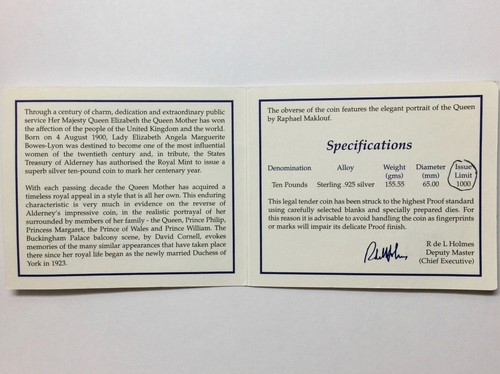 Through a century of charm, dedication and extraordinary public
service Her Majesty Queen Elizabeth the Queen Mother has won
the affection of the people of the United Kingdom and the world.
Born on 4 August 1900, Lady Elizabeth Angela Marguerite
Bowes-Lyon was destined to become one of the most influential
women of the twentieth century and, in tribute, the States
Treasury of Alderney has authorised the Royal Mint to issue a
superb silver ten-pound coin to mark her centenary year.
With each passing decade the Queen Mother has acquired a
timeless royal appeal in a style that is all her own. This enduring
characteristic is very much in evidence on the reverse of
Alderney's impressive coin, in the realistic portrayal of her
surrounded by members of her family - the Queen, Prince Philip,
Princess Margaret, the Prince of Wales and Prince William. The
Buckingham Palace balcony scene, by David Cornell, evokes
memories of the many similar appearances that have taken place
there since her royal life began as the newly married Duchess of
York in 1923.
The obverse of the coin features the elegant portrait of the Queen
by Raphael Maklouf.
Specifications
Denomination Alloy Weight (gms) Diameter (mm) Issue Limit
Ten Pounds Sterling .925 silver 155.55 65.00 1000
This legal tender coin has been struck to the highest Proof standard
using carefully selected blanks and specially prepared dies. For
this reason it is advisable to avoid handling the coin as fingerprints
or marks will impair its delicate Proof finish.
R de L Holmes
Deputy Master
(Chief Executive)